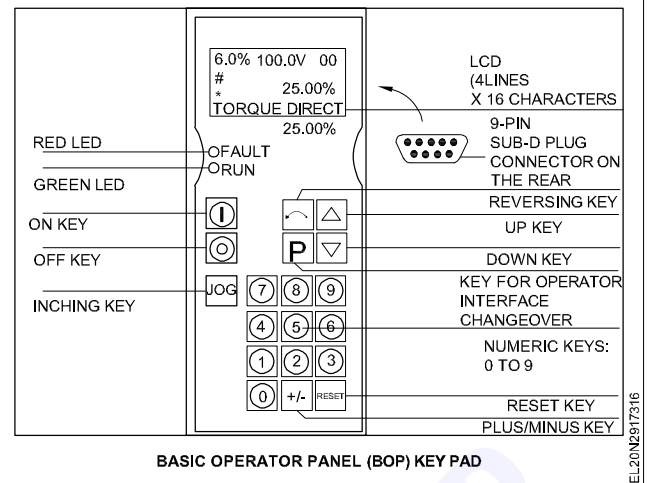 6.0% 100.0V 00
#
* 25.00%
TORQUE DIRECT
25.00%
FAULT
RUN
RED LED
GREEN LED
ON KEY
OFF KEY
INCHING KEY
JOG
P
7 8 9
4 5 6
1 2 3
0 +/- RESET
LCD
(4LINES
X 16 CHARACTERS
9-PIN
SUB-D PLUG
CONNECTOR ON
THE REAR
REVERSING KEY
UP KEY
DOWN KEY
KEY FOR OPERATOR
INTERFACE
CHANGEOVER
NUMERIC KEYS:
0 TO 9
RESET KEY
PLUS/MINUS KEY
BASIC OPERATOR PANEL (BOP) KEY PAD
EL20N2917316